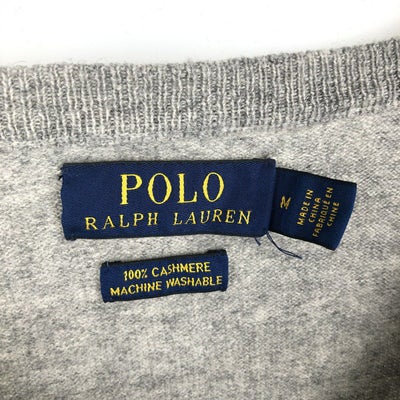 POLO
RALPH LAUREN
M
MADE IN
CHINA
FABRIQUÉ EN
CHINE
100% CASHMERE
MACHINE WASHABLE